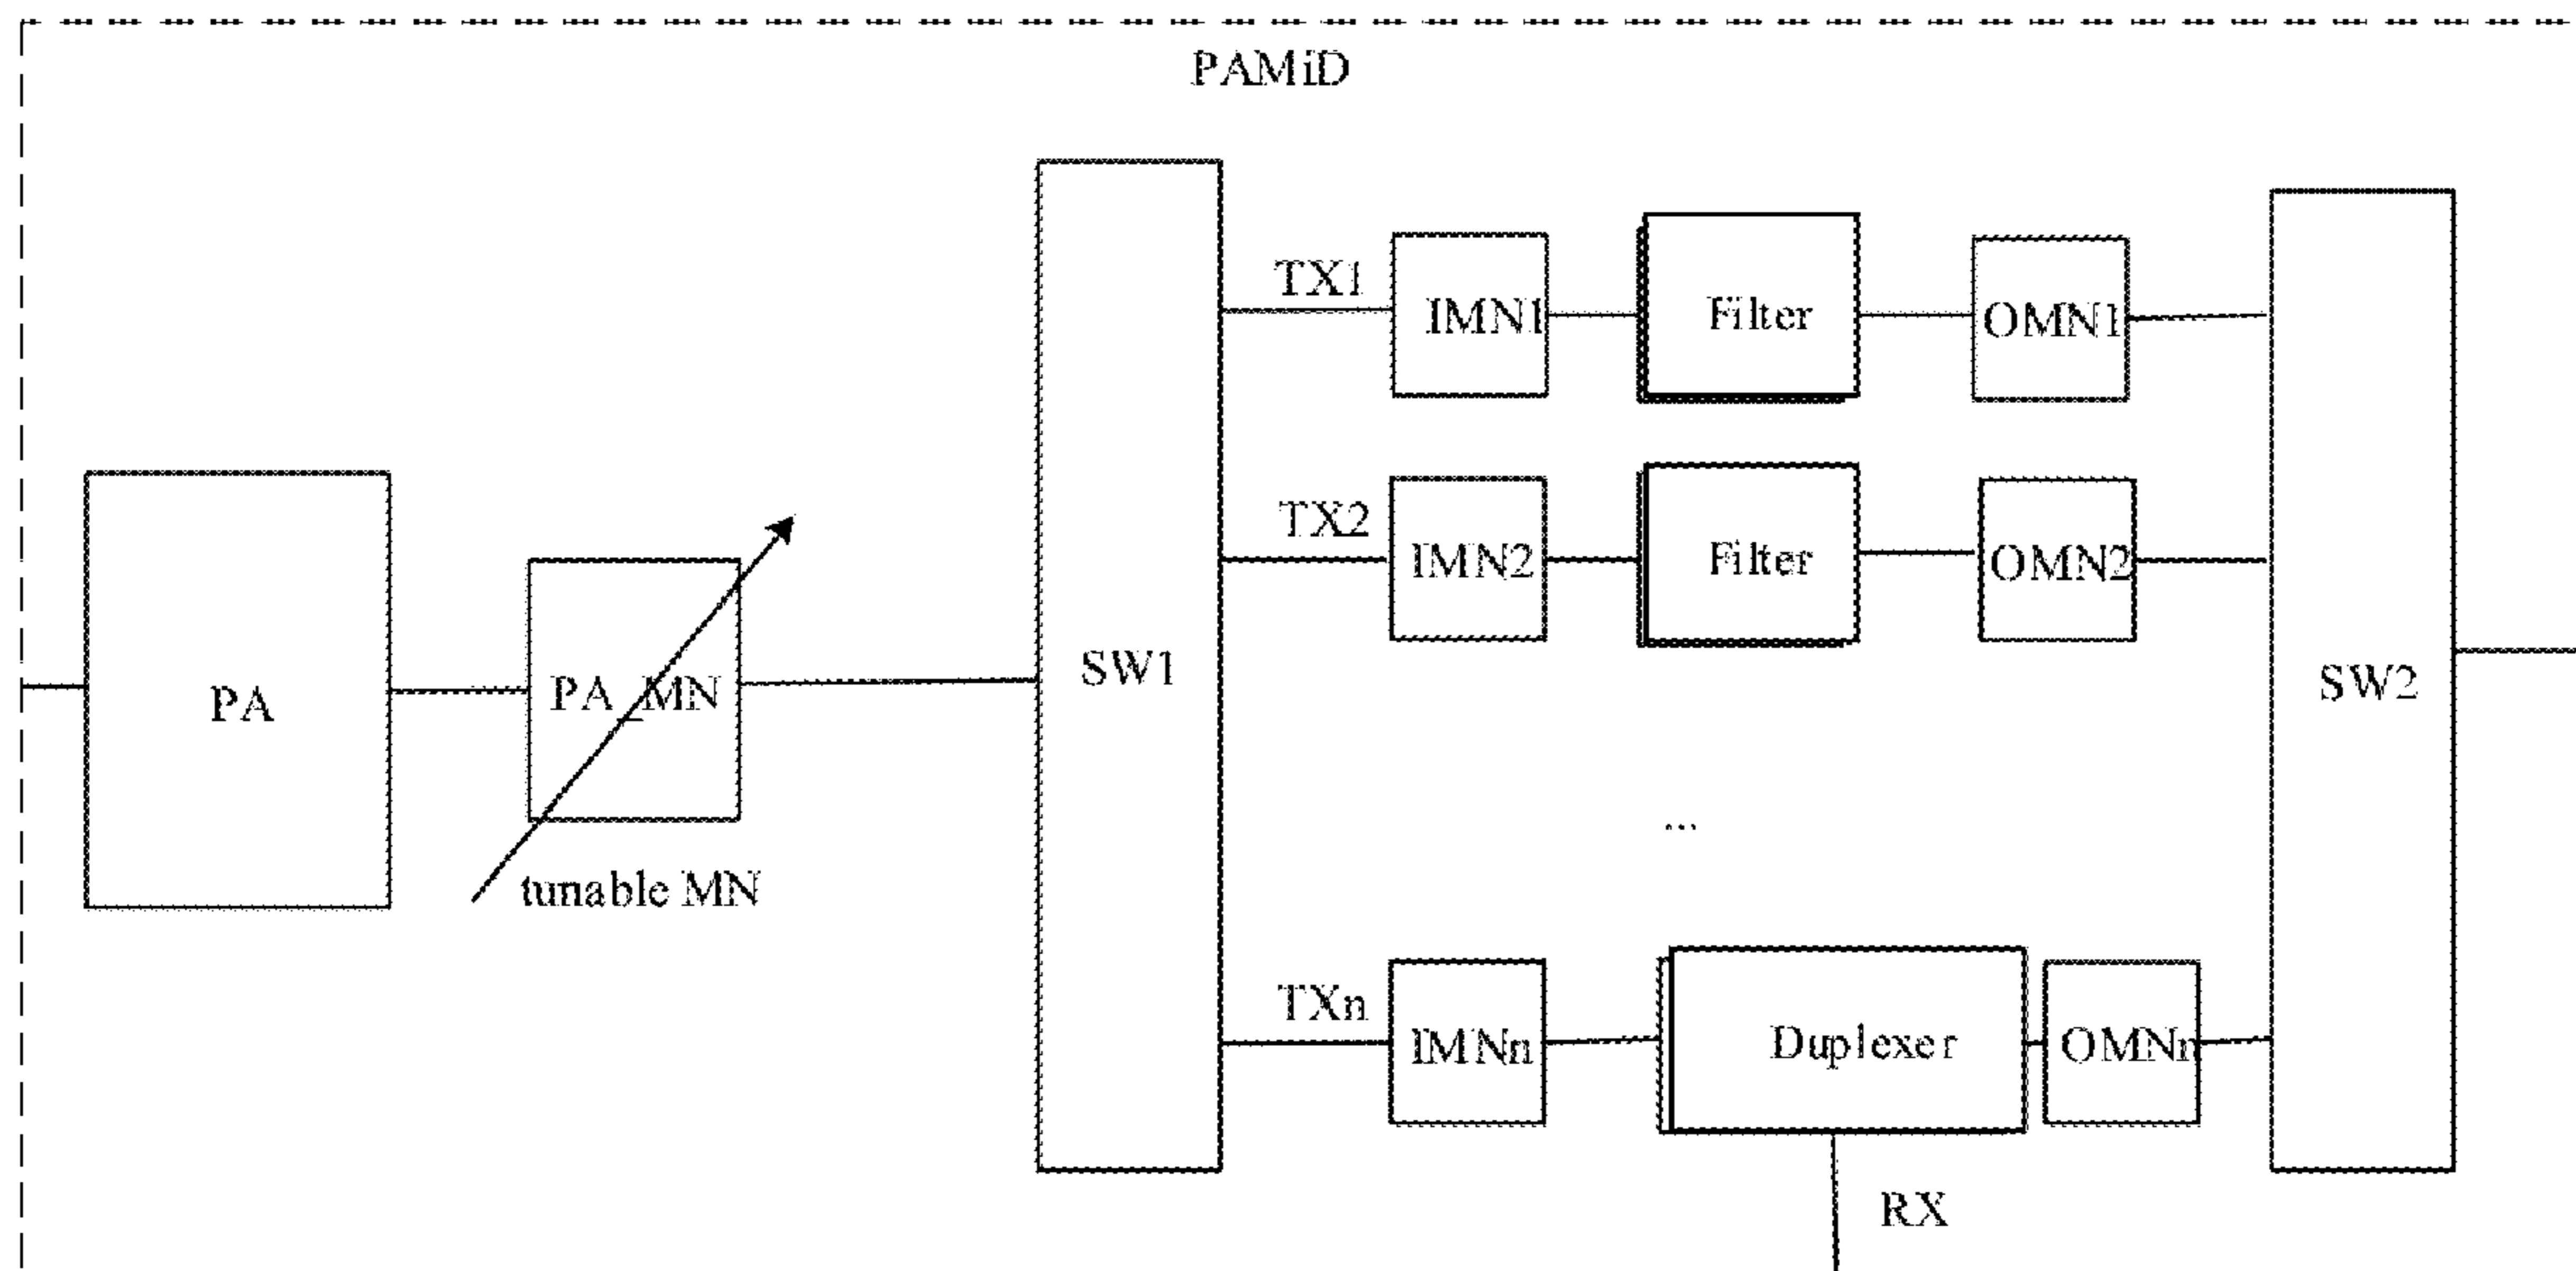 PAMiD
TX1
IMN1
Filter
OMN1
TX2
IMN2
Filter
OMN2
PA
PA_MN
SW1
SW2
...
tunable MN
TXn
IMNn
Duplexer
OMNn
RX